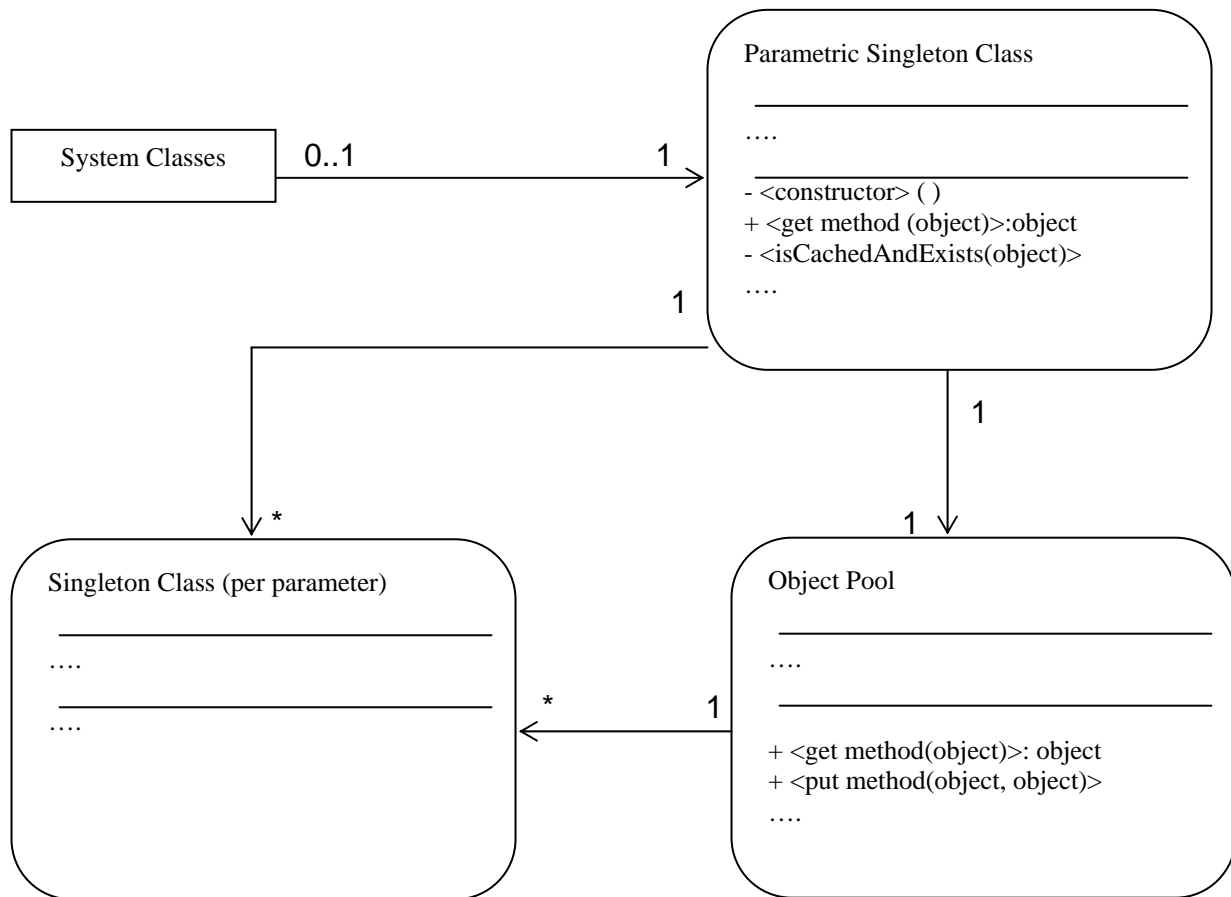 Parametric Singleton Class
….
- <constructor> ( )
+ <get method (object)>:object
- <isCachedAndExists(object)>
….
System Classes
0..1
1
1
*
1
1
Singleton Class (per parameter)
….
….
*
1
Object Pool
….
+ <get method(object)>: object
+ <put method(object, object)>
….